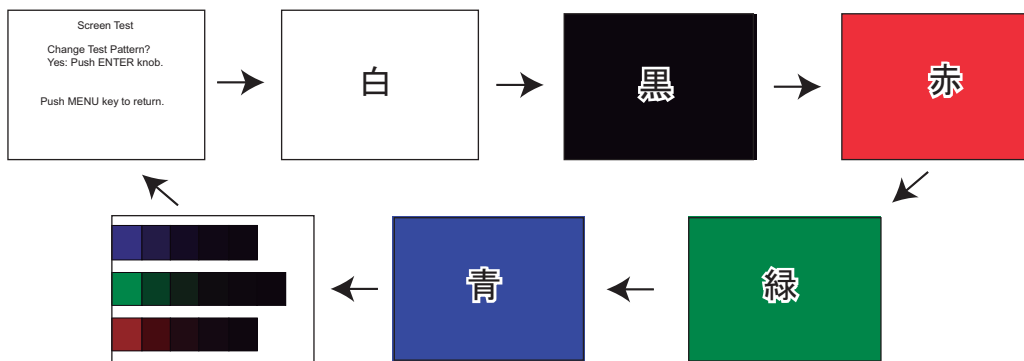 Screen Test
Change Test Pattern?
Yes: Push ENTER knob.
Push MENU key to return.
白
黒
赤
緑
青